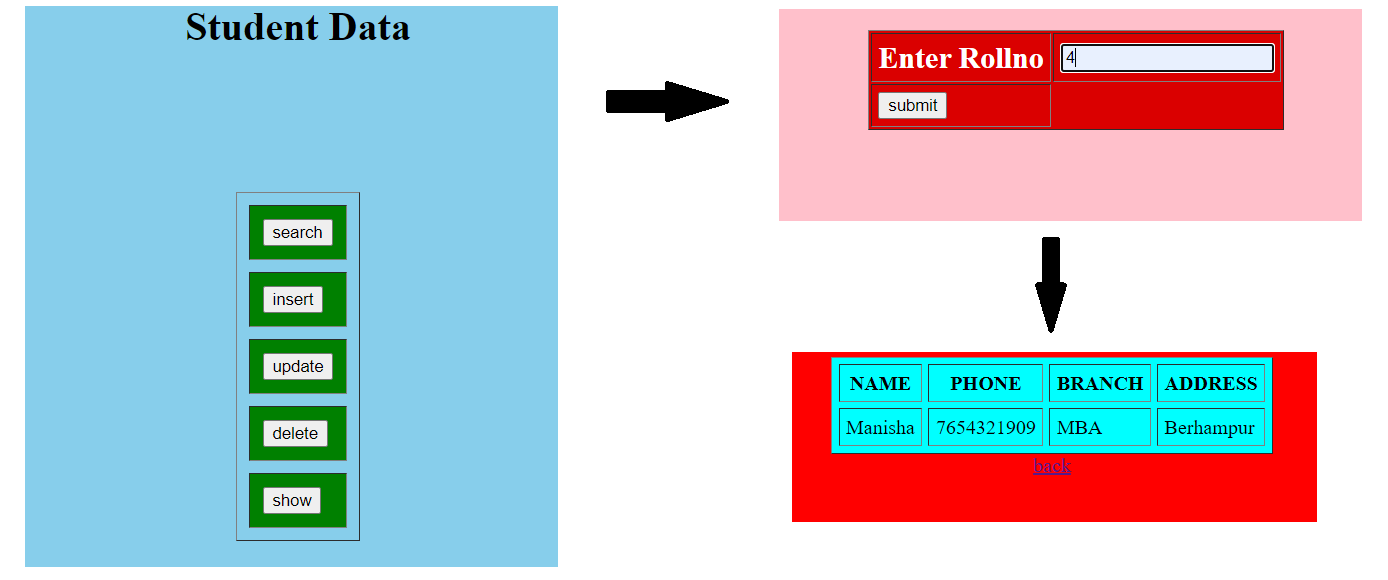 Student Data
search
insert
update
delete
show
Enter Rollno 4
submit
NAME PHONE BRANCH ADDRESS
Manisha 7654321909 MBA Berhampur
back